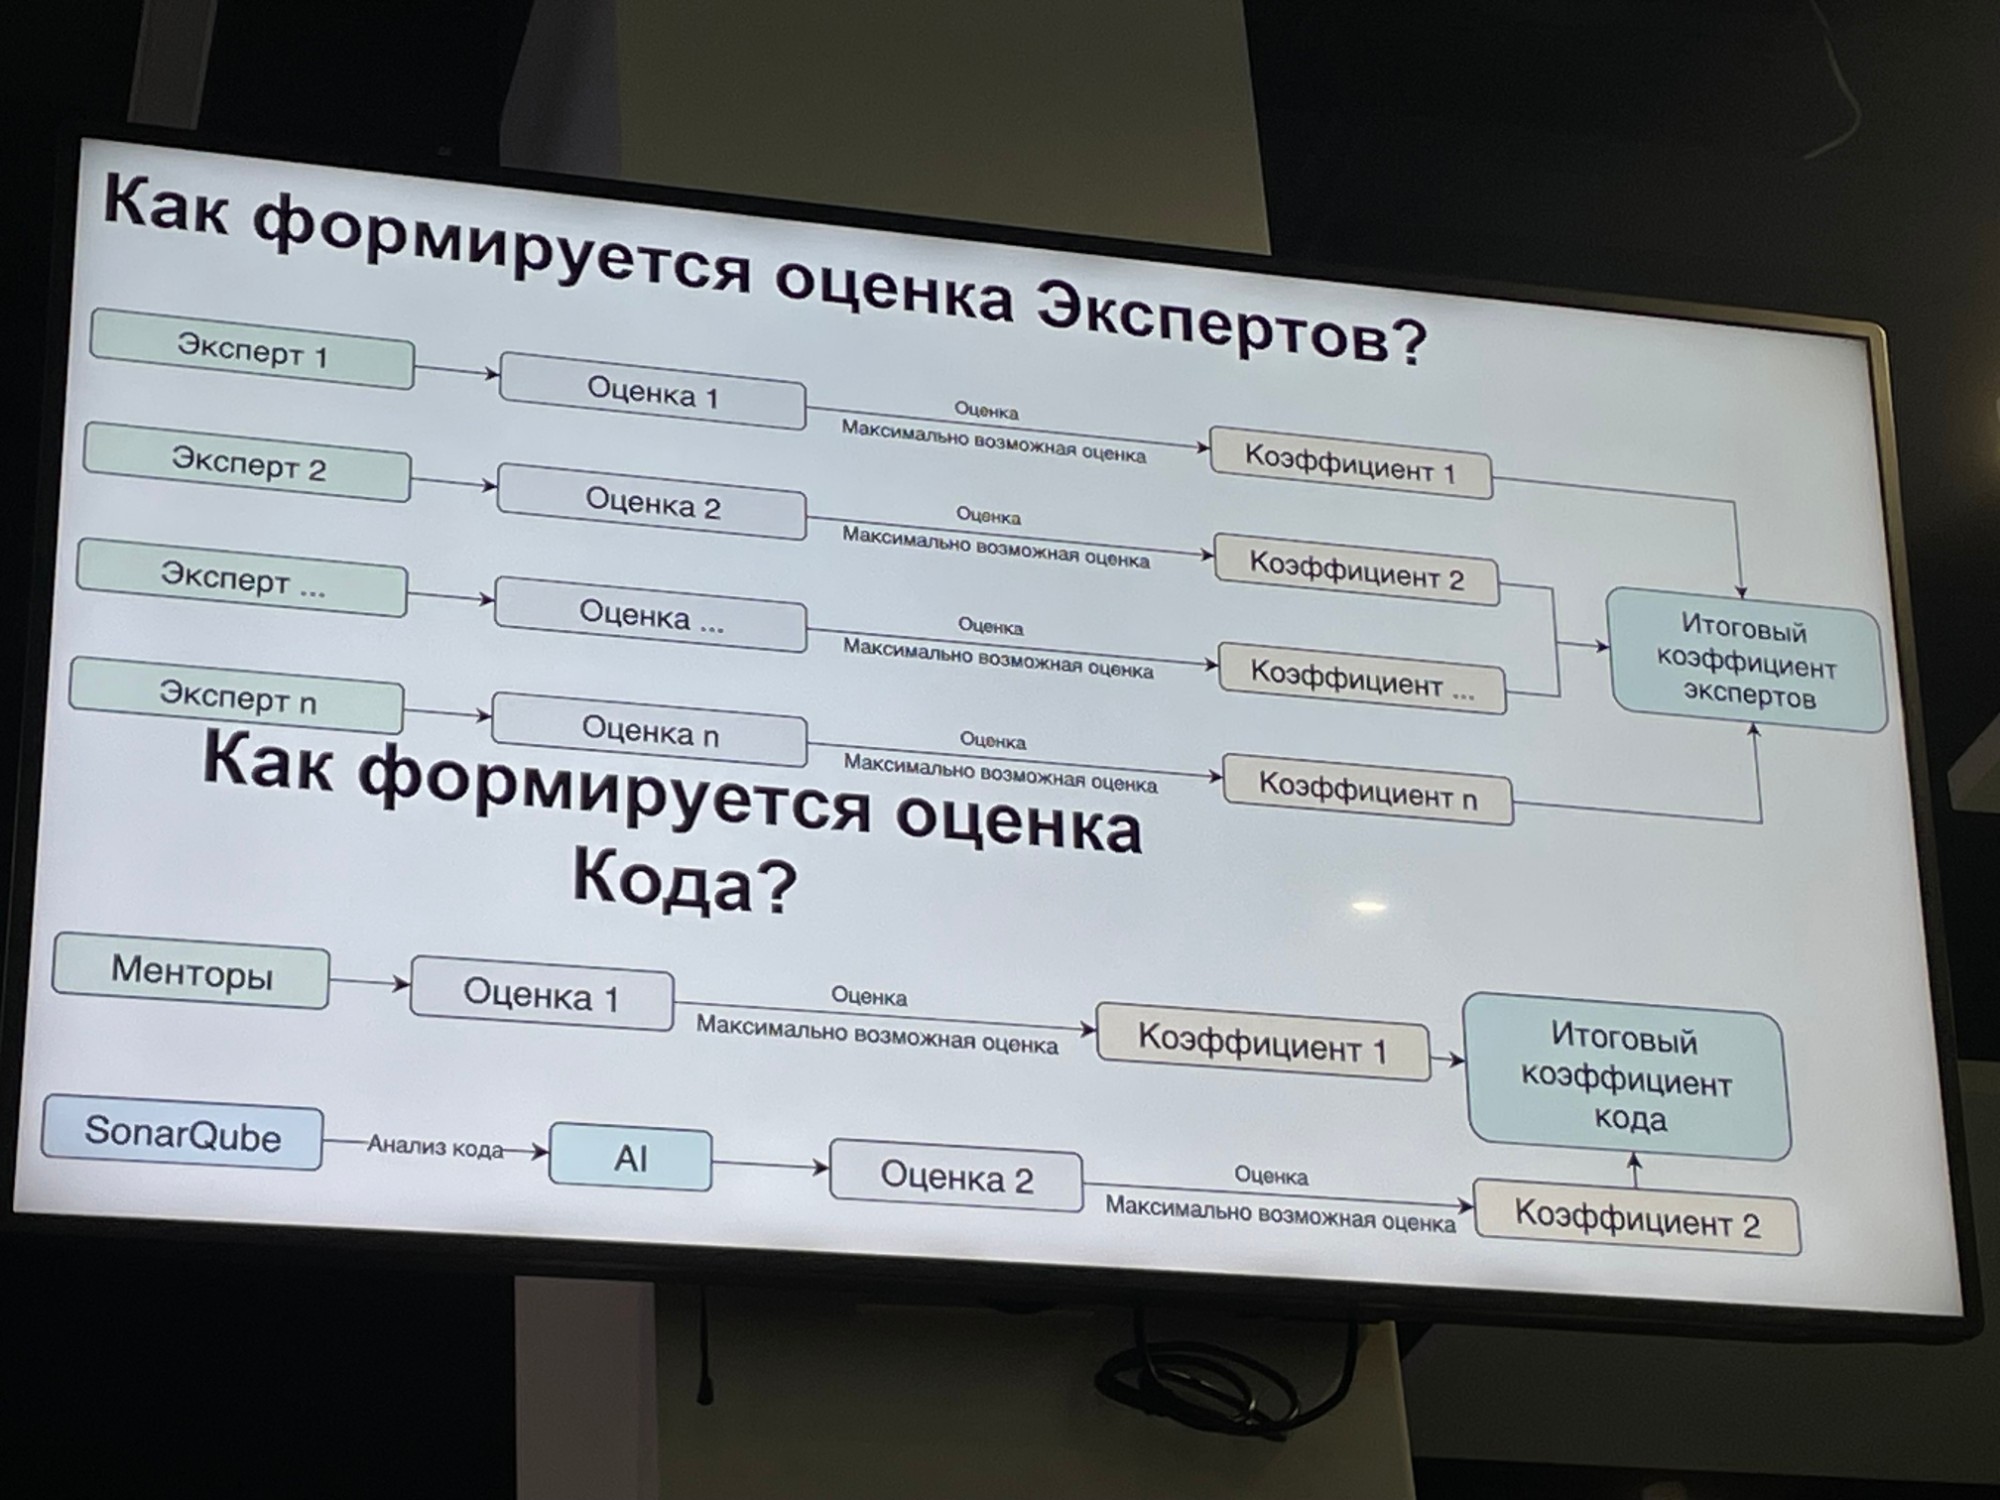 Как формируется оценка Экспертов?
Эксперт 1
Оценка 1
Оценка
Максимально возможная оценка
Коэффициент 1
Эксперт 2
Оценка 2
Оценка
Максимально возможная оценка
Коэффициент 2
Эксперт ...
Оценка ...
Оценка
Максимально возможная оценка
Коэффициент ...
Эксперт n
Оценка n
Оценка
Максимально возможная оценка
Коэффициент n
Итоговый
коэффициент
экспертов
Как формируется оценка
Кода?
Менторы
Оценка 1
Оценка
Максимально возможная оценка
Коэффициент 1
Итоговый
коэффициент
кода
SonarQube
Анализ кода
AI
Оценка 2
Оценка
Максимально возможная оценка
Коэффициент 2